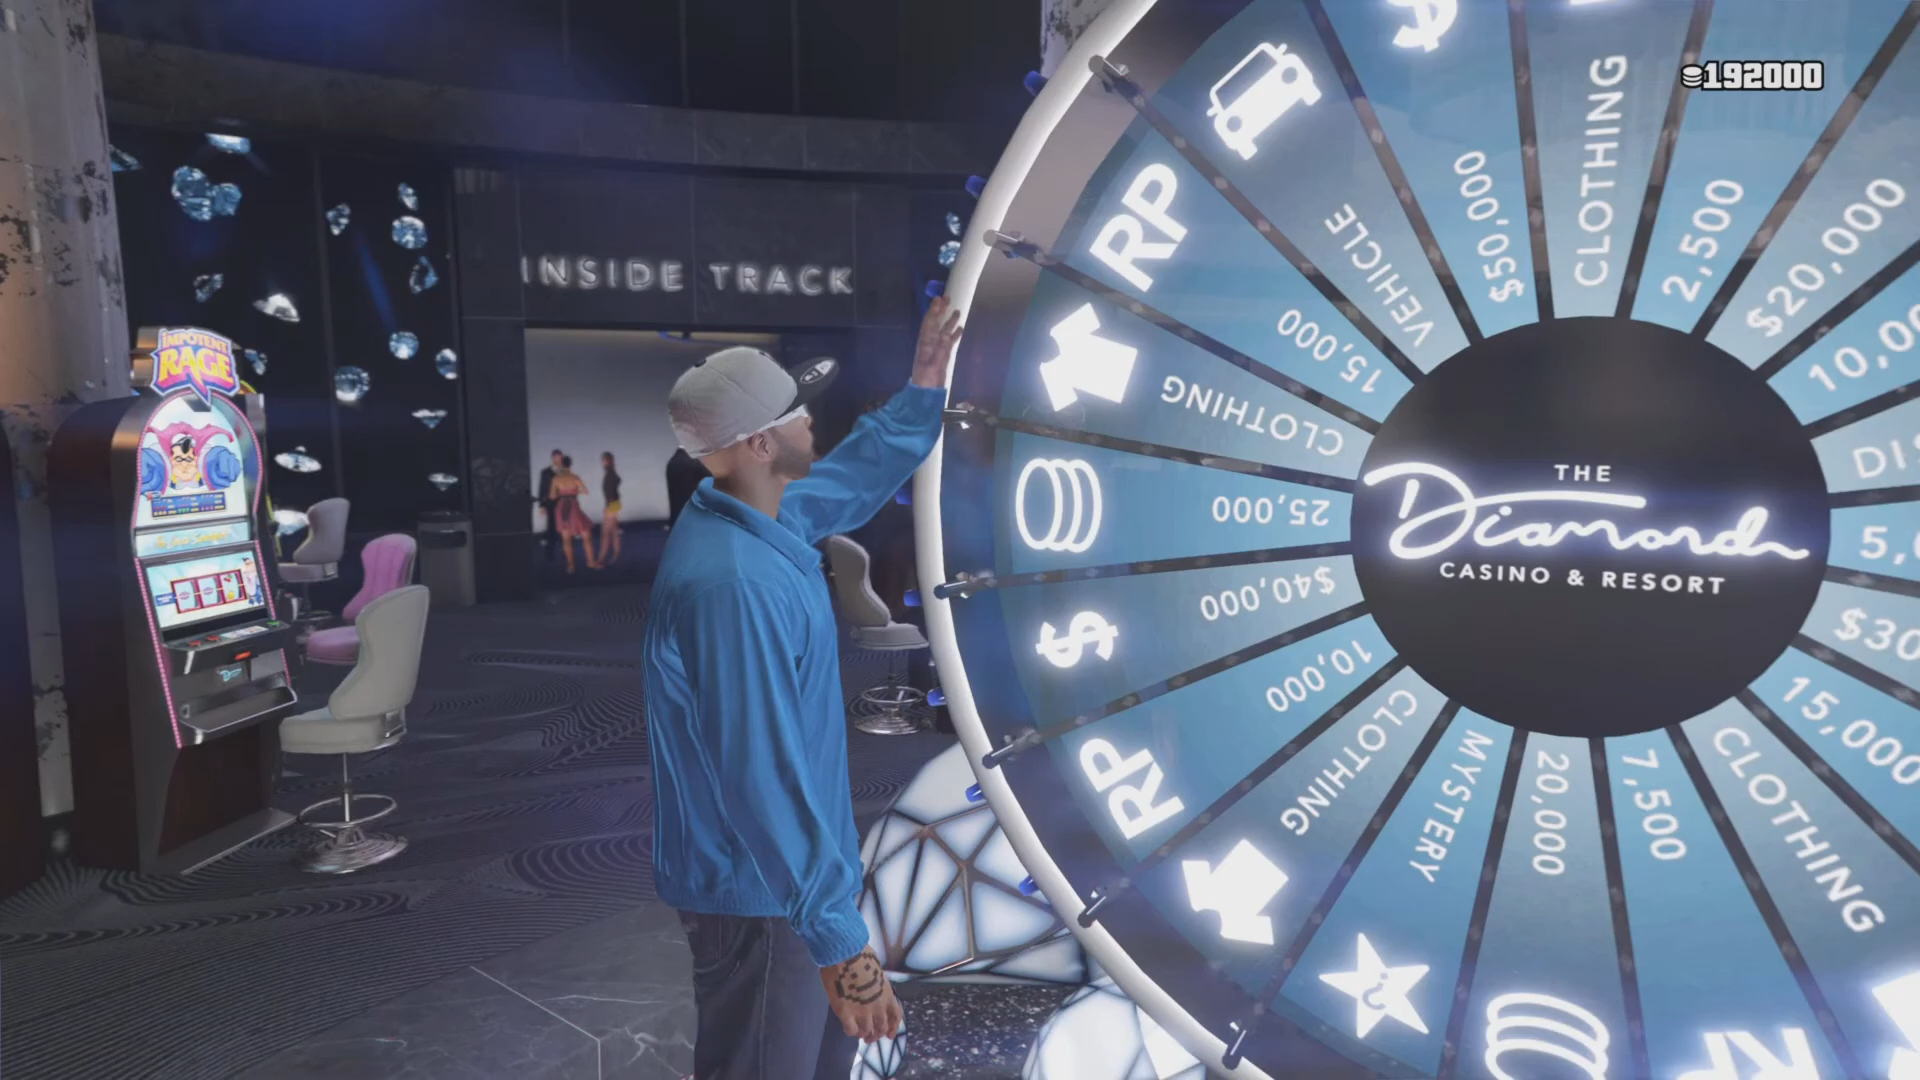 192000
INSIDE TRACK
IMPOTENT
RAGE
VEHICLE
$50,000
CLOTHING
2,500
$20,000
RP
15,000
CLOTHING
25,000
$40,000
RP
10,000
CLOTHING
MYSTERY
20,000
7,500
CLOTHING
15,000
THE
Diamond
CASINO & RESORT